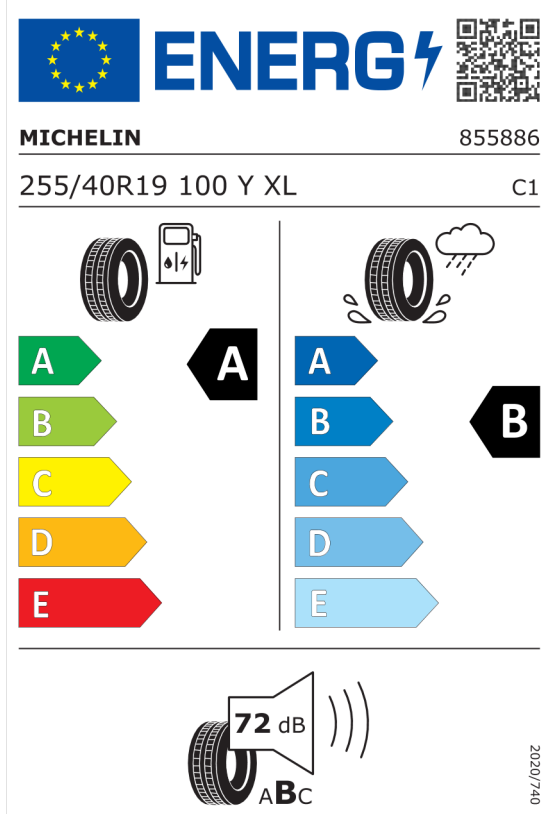 ENERG
MICHELIN 855886
255/40R19 100 Y XL C1
A A
B
C
D
E
A
B B
C
D
E
72 dB
ABC
2020/740